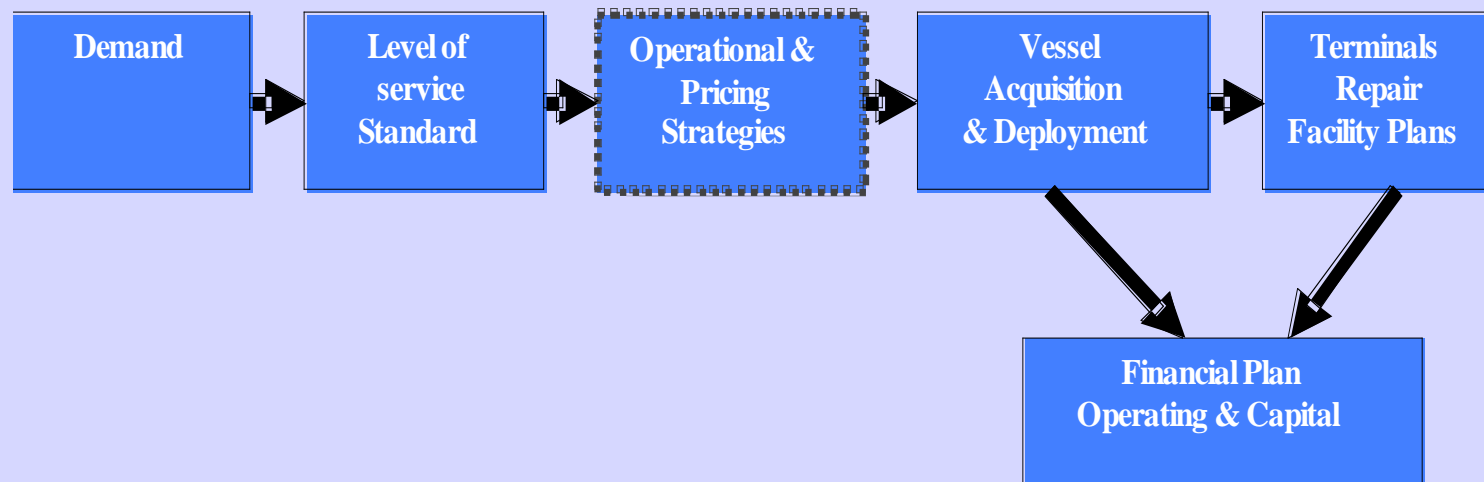 Demand
Level of
service
Standard
Operational &
Pricing
Strategies
Vessel
Acquisition
& Deployment
Terminals
Repair
Facility Plans
Financial Plan
Operating & Capital